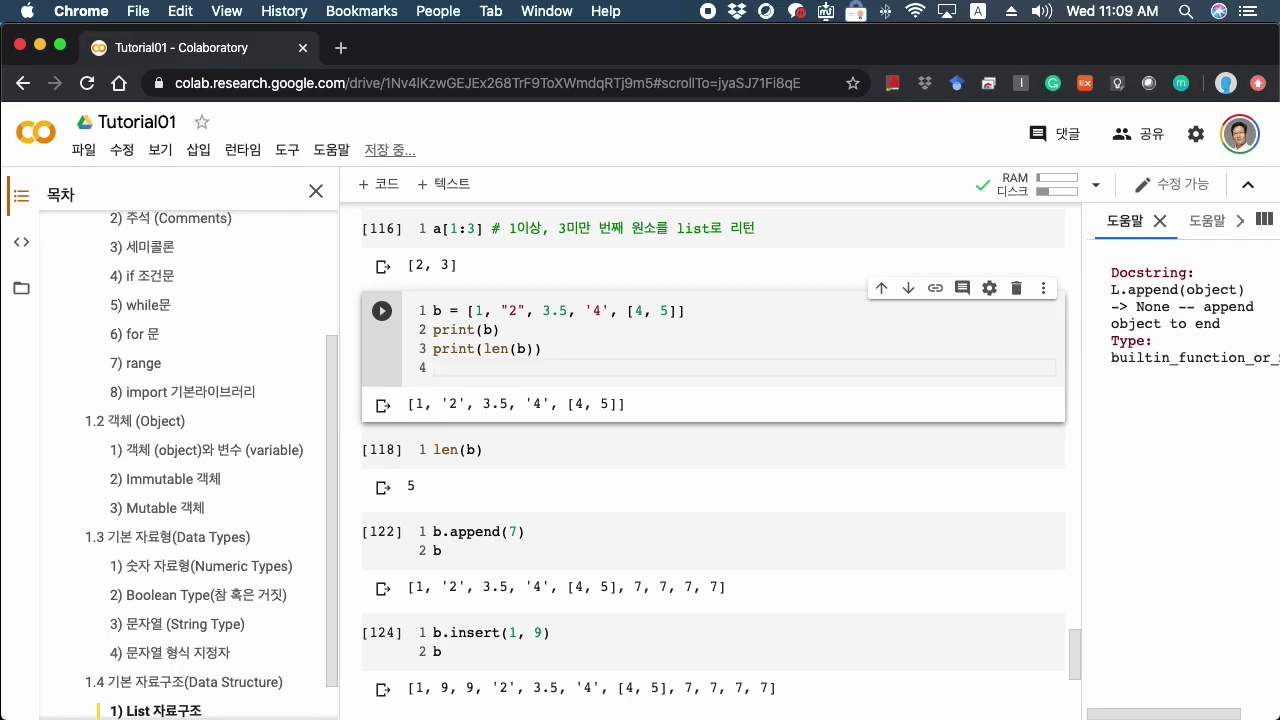 Chrome File Edit View History Bookmarks People Tab Window Help A Wed 11:09 AM
Tutorial01 - Colaboratory
colab.research.google.com/drive/1Nv4lKzwGEJEx268TrF9ToXWmdqRTj9m5#scrollTo=jyaSJ71Fi8qE
Tutorial01
파일 수정 보기 삽입 런타임 도구 도움말 저장 중...
댓글 공유
목차
2) 주석 (Comments)
3) 세미콜론
4) if 조건문
5) while문
6) for 문
7) range
8) import 기본라이브러리
1.2 객체 (Object)
1) 객체 (object)와 변수 (variable)
2) Immutable 객체
3) Mutable 객체
1.3 기본 자료형(Data Types)
1) 숫자 자료형(Numeric Types)
2) Boolean Type(참 혹은 거짓)
3) 문자열 (String Type)
4) 문자열 형식 지정자
1.4 기본 자료구조(Data Structure)
1) List 자료구조
+ 코드 + 텍스트
RAM
디스크
수정 가능
[116] 1 a[1:3] # 1이상, 3미만 번째 원소를 list로 리턴
[2, 3]
1 b = [1, "2", 3.5, '4', [4, 5]]
2 print(b)
3 print(len(b))
4
[1, '2', 3.5, '4', [4, 5]]
[118] 1 len(b)
5
[122] 1 b.append(7)
2 b
[1, '2', 3.5, '4', [4, 5], 7, 7, 7, 7]
[124] 1 b.insert(1, 9)
2 b
[1, 9, 9, '2', 3.5, '4', [4, 5], 7, 7, 7, 7]
도움말 도움말
Docstring:
L.append(object)
-> None -- append
object to end
Type:
builtin_function_or_